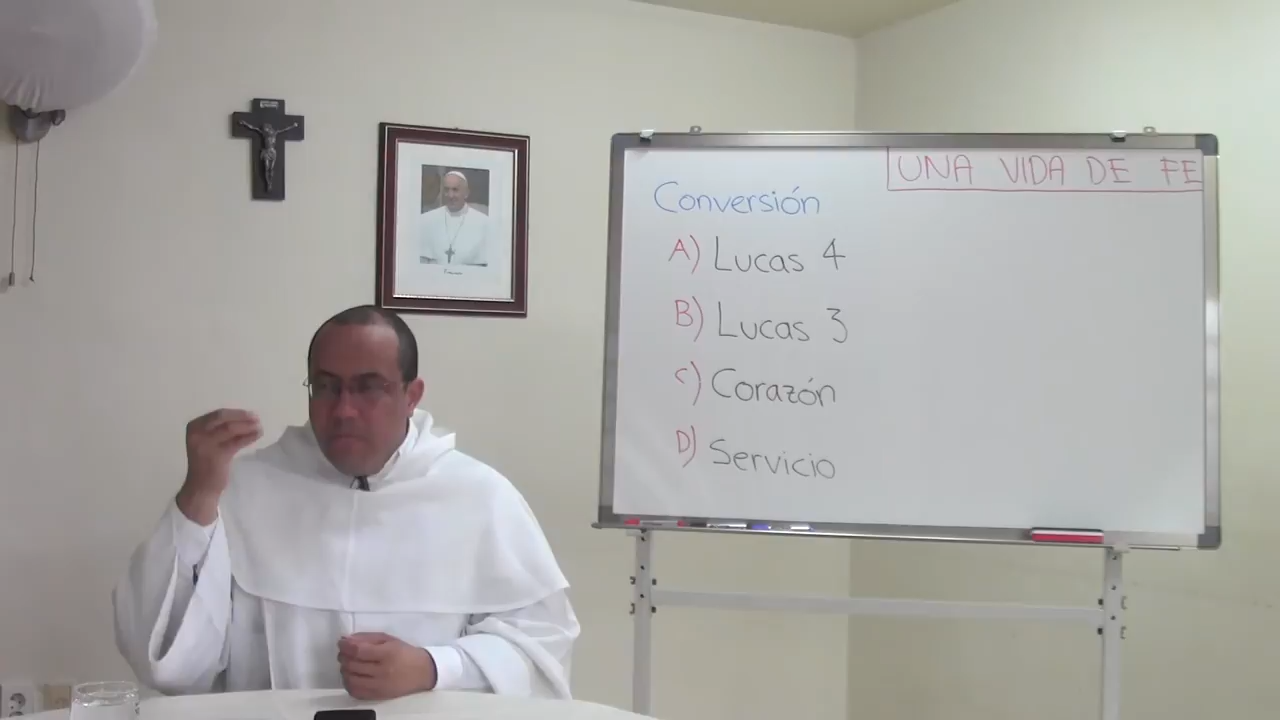 UNA VIDA DE FE
Conversión
A) Lucas 4
B) Lucas 3
C) Corazón
D) Servicio